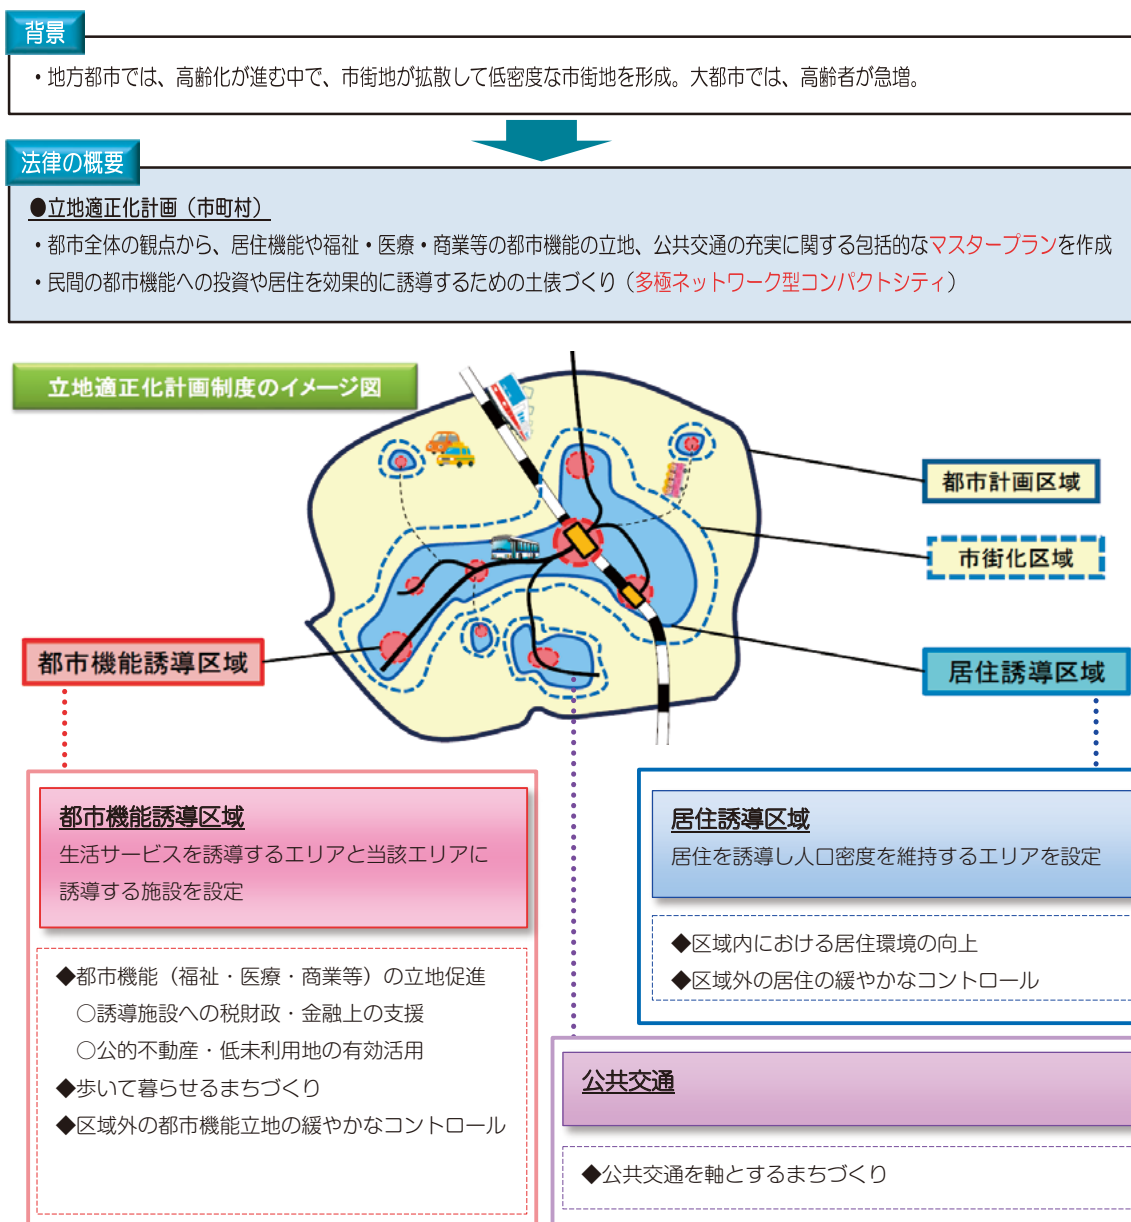 背景
・地方都市では、高齢化が進む中で、市街地が拡散して低密度な市街地を形成。大都市では、高齢者が急増。
法律の概要
●立地適正化計画（市町村）
・都市全体の観点から、居住機能や福祉・医療・商業等の都市機能の立地、公共交通の充実に関する包括的なマスタープランを作成
・民間の都市機能への投資や居住を効果的に誘導するための土俵づくり（多極ネットワーク型コンパクトシティ）
立地適正化計画制度のイメージ図
都市計画区域
市街化区域
都市機能誘導区域
居住誘導区域
都市機能誘導区域
生活サービスを誘導するエリアと当該エリアに
誘導する施設を設定
◆都市機能（福祉・医療・商業等）の立地促進
○誘導施設への税財政・金融上の支援
○公的不動産・低未利用地の有効活用
◆歩いて暮らせるまちづくり
◆区域外の都市機能立地の緩やかなコントロール
居住誘導区域
居住を誘導し人口密度を維持するエリアを設定
◆区域内における居住環境の向上
◆区域外の居住の緩やかなコントロール
公共交通
◆公共交通を軸とするまちづくり